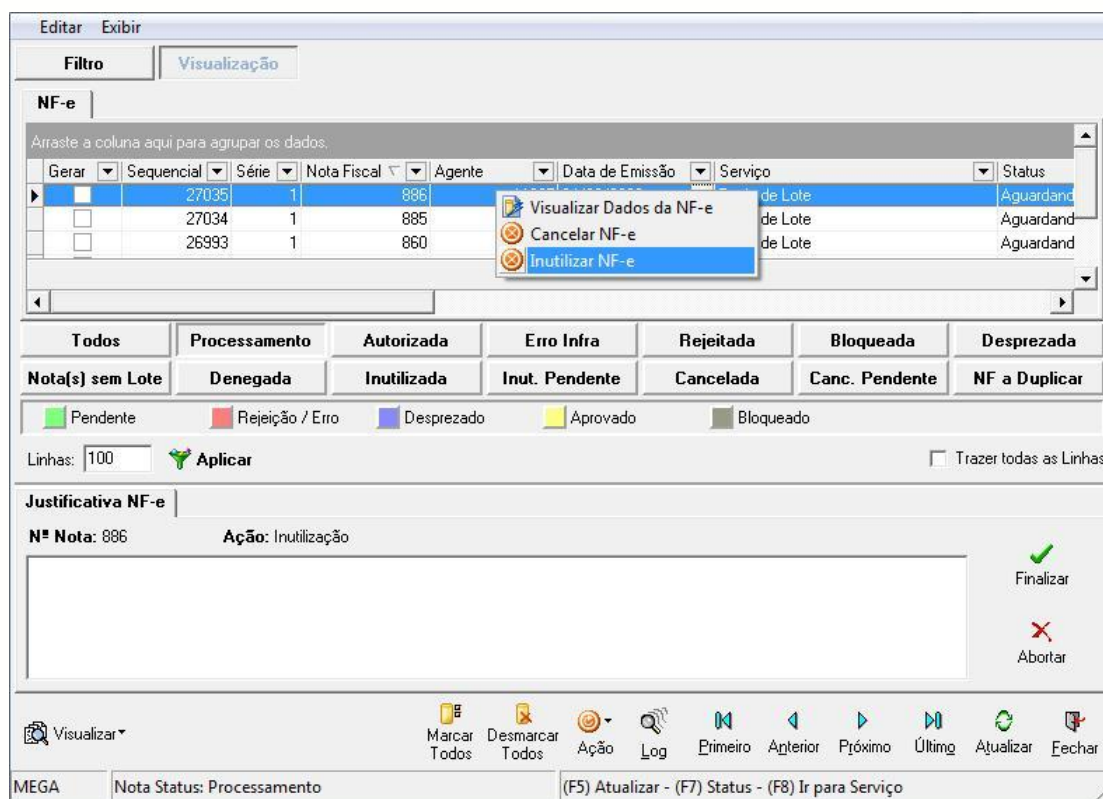 Editar Exibir
Filtro Visualização
NF-e
Arraste a coluna aqui para agrupar os dados.
Gerar Sequencial Série Nota Fiscal Agente Data de Emissão Serviço Status
27035 1 886 de Lote Aguardand
27034 1 885 de Lote Aguardand
26993 1 860 de Lote Aguardand
Visualizar Dados da NF-e
Cancelar NF-e
Inutilizar NF-e
Todos Processamento Autorizada Erro Infra Rejeitada Bloqueada Desprezada
Nota(s) sem Lote Denegada Inutilizada Inut. Pendente Cancelada Canc. Pendente NF a Duplicar
Pendente Rejeição / Erro Desprezado Aprovado Bloqueado
Linhas: 100 Aplicar Trazer todas as Linhas
Justificativa NF-e
Nº Nota: 886 Ação: Inutilização
Finalizar
Abortar
Visualizar Marcar Todos Desmarcar Todos Ação Log Primeiro Anterior Próximo Último Atualizar Fechar
MEGA Nota Status: Processamento (F5) Atualizar - (F7) Status - (F8) Ir para Serviço